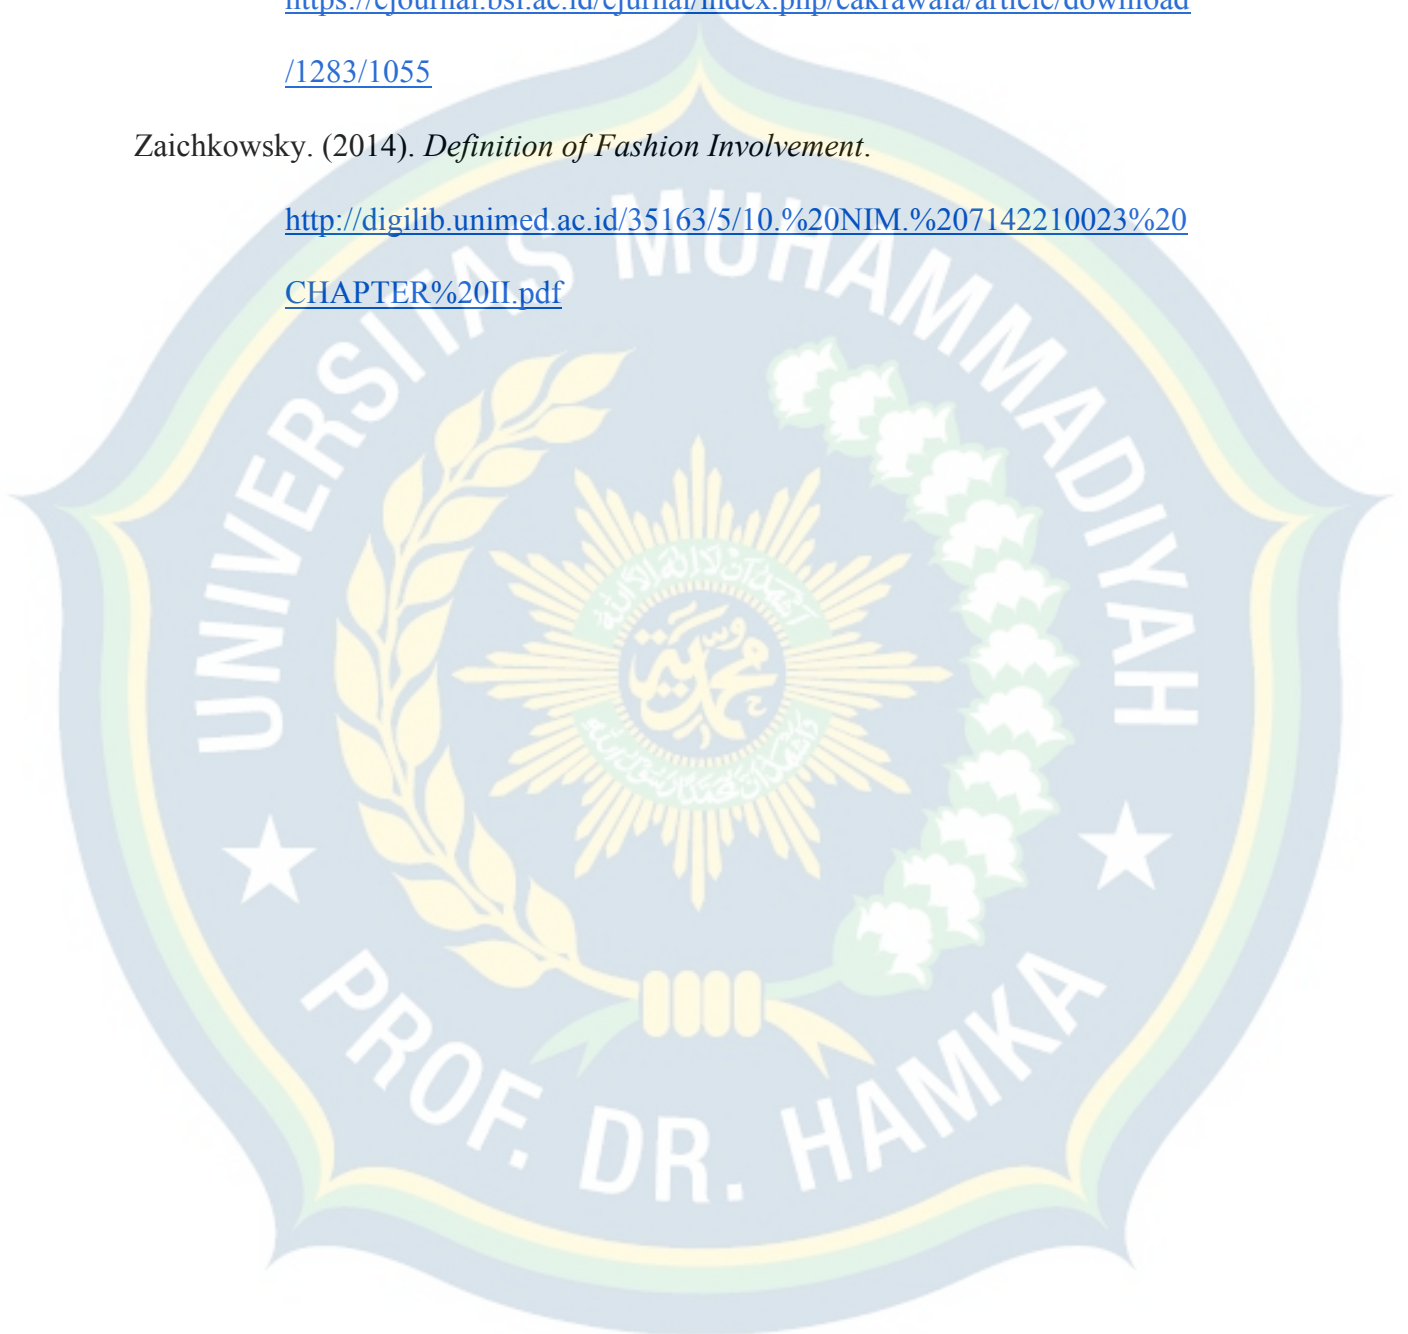 /1283/1055
Zaichkowsky. (2014). Definition of Fashion Involvement.
http://digilib.unimed.ac.id/35163/5/10.%20NIM.%207142210023%20
CHAPTER%20II.pdf
UNIVERSITAS MUHAMMADIYAH
محمدية
PROF. DR. HAMKA